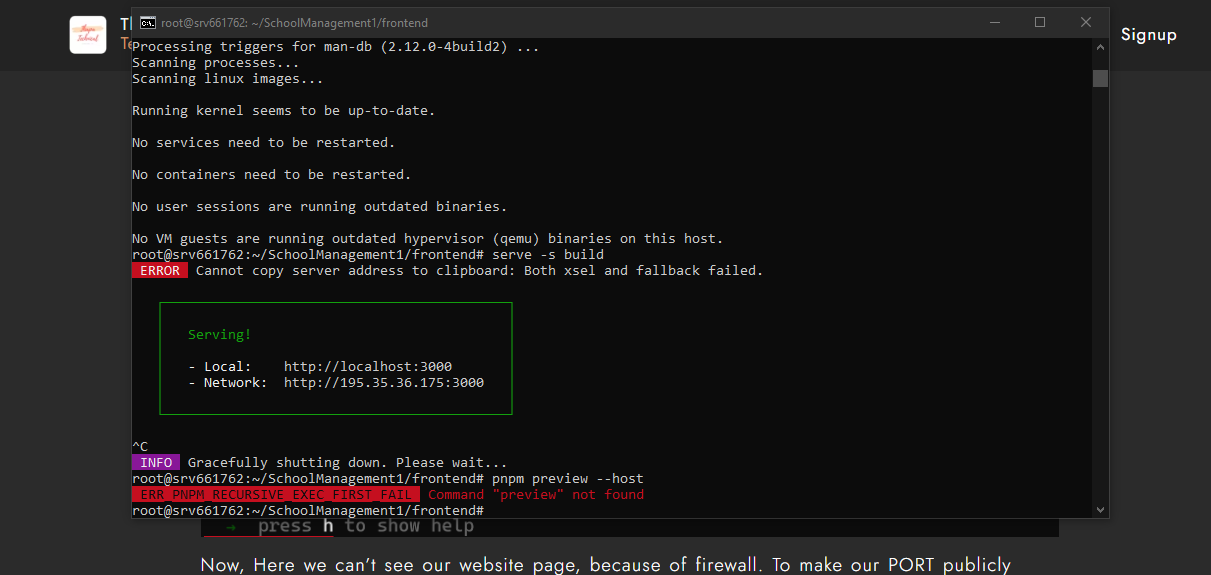 root@srv661762: ~/SchoolManagement1/frontend
Signup
Processing triggers for man-db (2.12.0-4build2) ...
Scanning processes...
Scanning linux images...
Running kernel seems to be up-to-date.
No services need to be restarted.
No containers need to be restarted.
No user sessions are running outdated binaries.
No VM guests are running outdated hypervisor (qemu) binaries on this host.
root@srv661762:~/SchoolManagement1/frontend# serve -s build
ERROR Cannot copy server address to clipboard: Both xsel and fallback failed.
Serving!
- Local: http://localhost:3000
- Network: http://195.35.36.175:3000
^C
INFO Gracefully shutting down. Please wait...
root@srv661762:~/SchoolManagement1/frontend# pnpm preview --host
ERR_PNPM_RECURSIVE_EXEC_FIRST_FAIL Command "preview" not found
root@srv661762:~/SchoolManagement1/frontend#
→ press h to show help
Now, Here we can’t see our website page, because of firewall. To make our PORT publicly